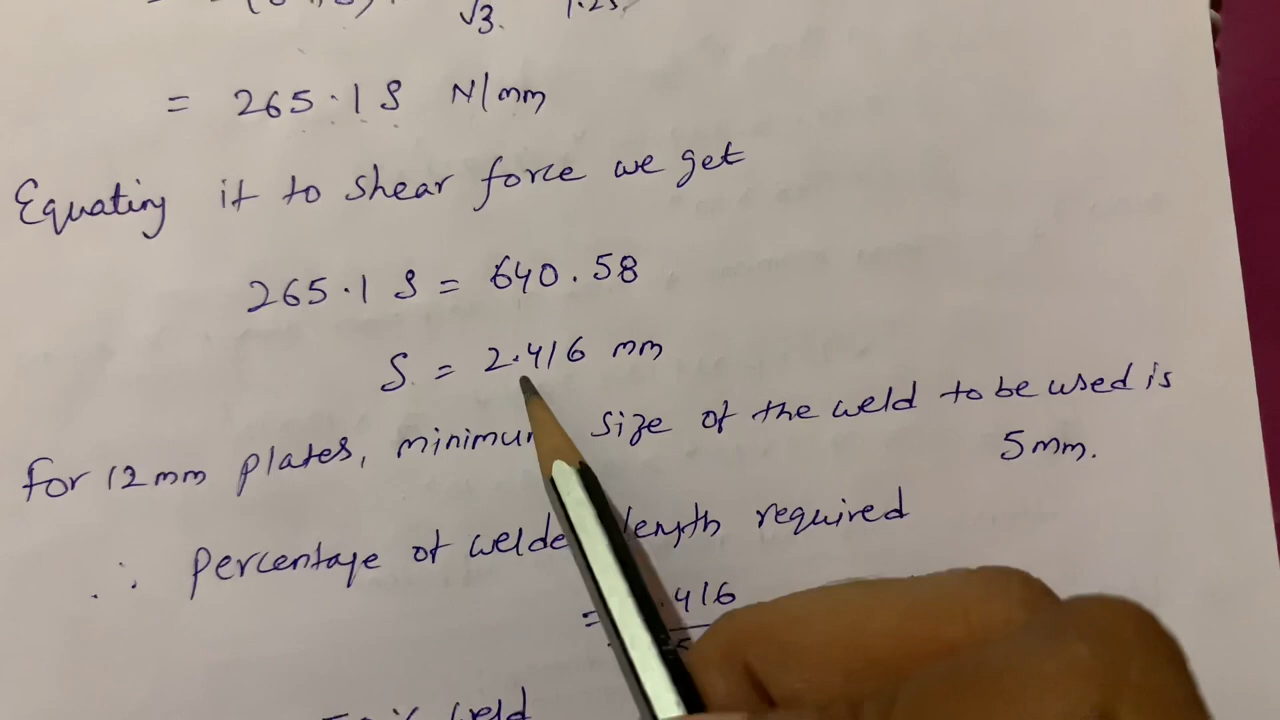 √3. 1.25
= 265.1 S N/mm
Equating it to shear force we get
265.1 S = 640.58
S = 2.416 mm
For 12mm plates, size of the weld to be used is
5mm.
∴ percentage of length required
= .416
weld